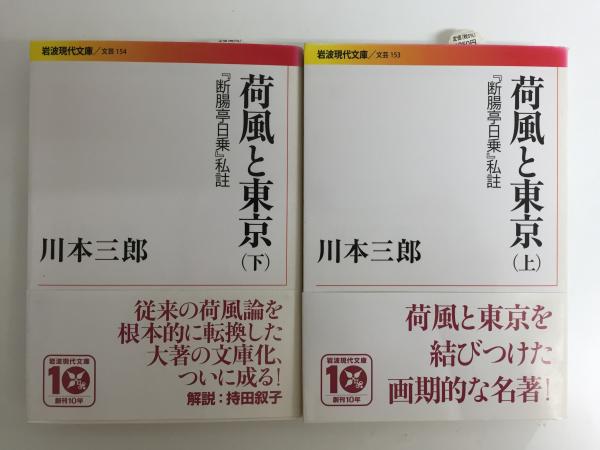 岩波現代文庫／文芸 154
荷風と東京(下)
『断腸亭日乗』私註
川本三郎
従来の荷風論を
根本的に転換した
大著の文庫化、
ついに成る!
解説:持田叙子
岩波現代文庫
10
創刊10年
岩波現代文庫／文芸 153
荷風と東京(上)
『断腸亭日乗』私註
川本三郎
荷風と東京を
結びつけた
画期的な名著!
岩波現代文庫
10
創刊10年